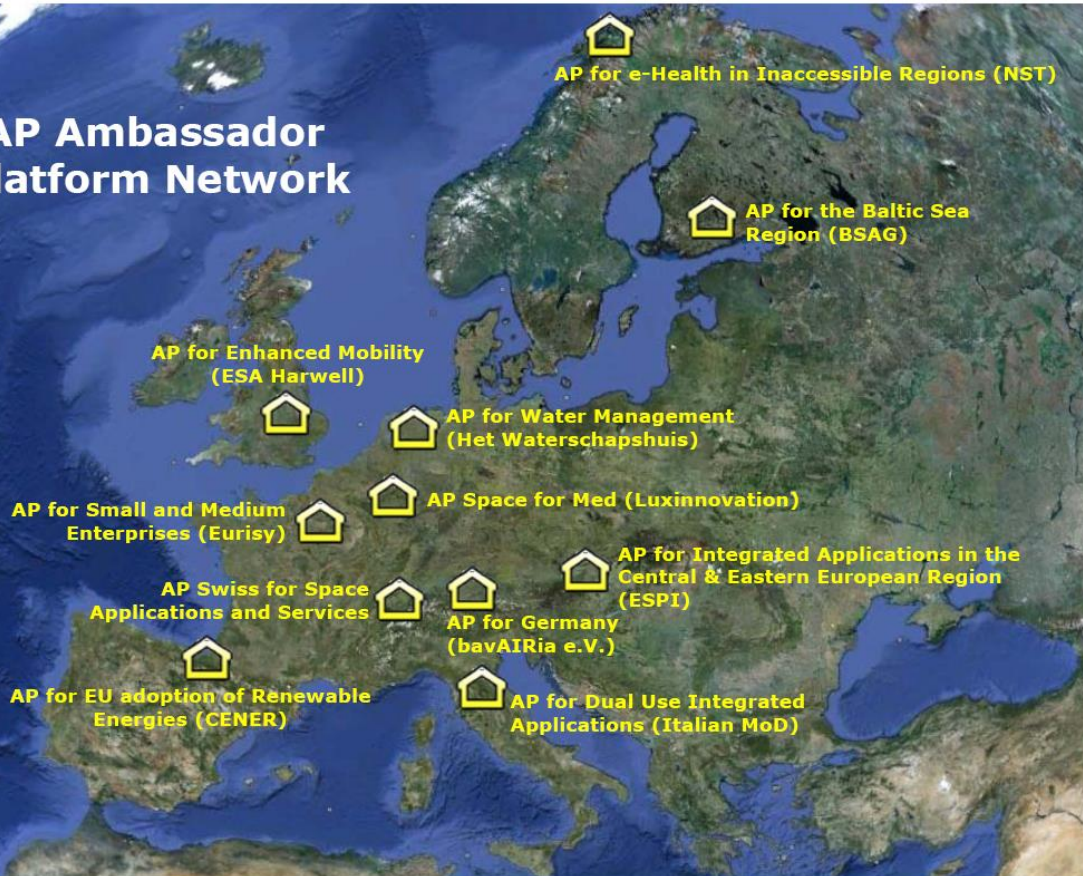 AP Ambassador
latform Network
AP for e-Health in Inaccessible Regions (NST)
AP for the Baltic Sea
Region (BSAG)
AP for Enhanced Mobility
(ESA Harwell)
AP for Water Management
(Het Waterschapshuis)
AP Space for Med (Luxinnovation)
AP for Small and Medium
Enterprises (Eurisy)
AP for Integrated Applications in the
Central & Eastern European Region
(ESPI)
AP Swiss for Space
Applications and Services
AP for Germany
(bavAIRia e.V.)
AP for EU adoption of Renewable
Energies (CENER)
AP for Dual Use Integrated
Applications (Italian MoD)